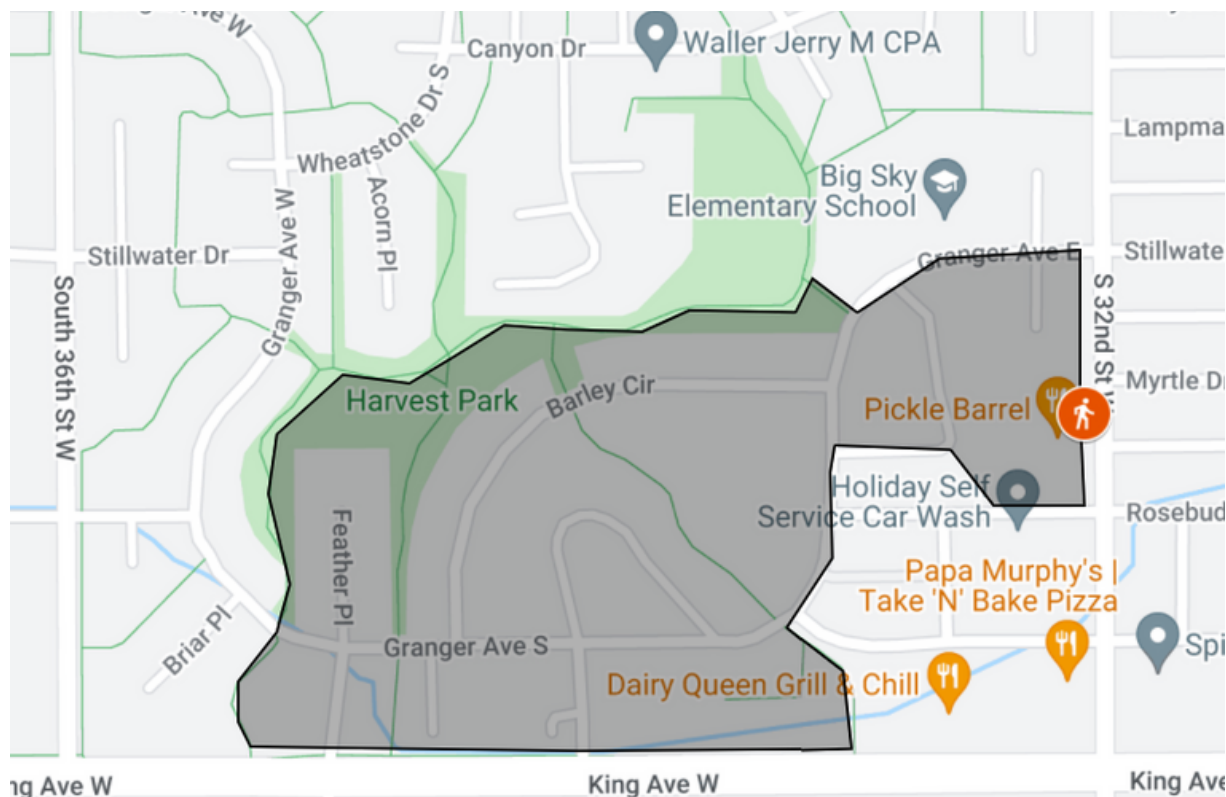 Ave W
Canyon Dr
Waller Jerry M CPA
Wheatstone Dr S
Lampma
Acorn Pl
Big Sky
Elementary School
Granger Ave W
Stillwater Dr
Granger Ave E
Stillwate
South 36th St W
S 32nd St
Harvest Park
Barley Cir
Myrtle Dr
Pickle Barrel
Holiday Self
Service Car Wash
Rosebud
Feather Pl
Papa Murphy's |
Take 'N' Bake Pizza
Briar Pl
Granger Ave S
Spi
Dairy Queen Grill & Chill
ng Ave W
King Ave W
King Ave